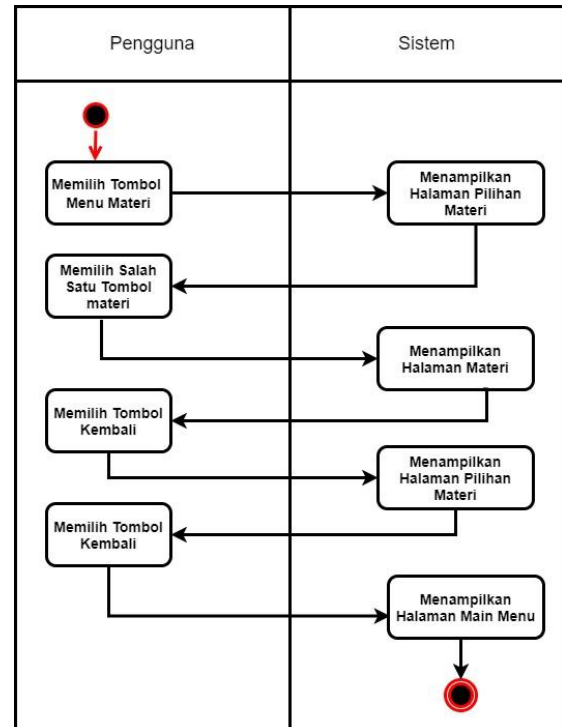 Pengguna
Sistem
Memilih Tombol
Menu Materi
Menampilkan
Halaman Pilihan
Materi
Memilih Salah
Satu Tombol
materi
Menampilkan
Halaman Materi
Memilih Tombol
Kembali
Menampilkan
Halaman Pilihan
Materi
Memilih Tombol
Kembali
Menampilkan
Halaman Main Menu